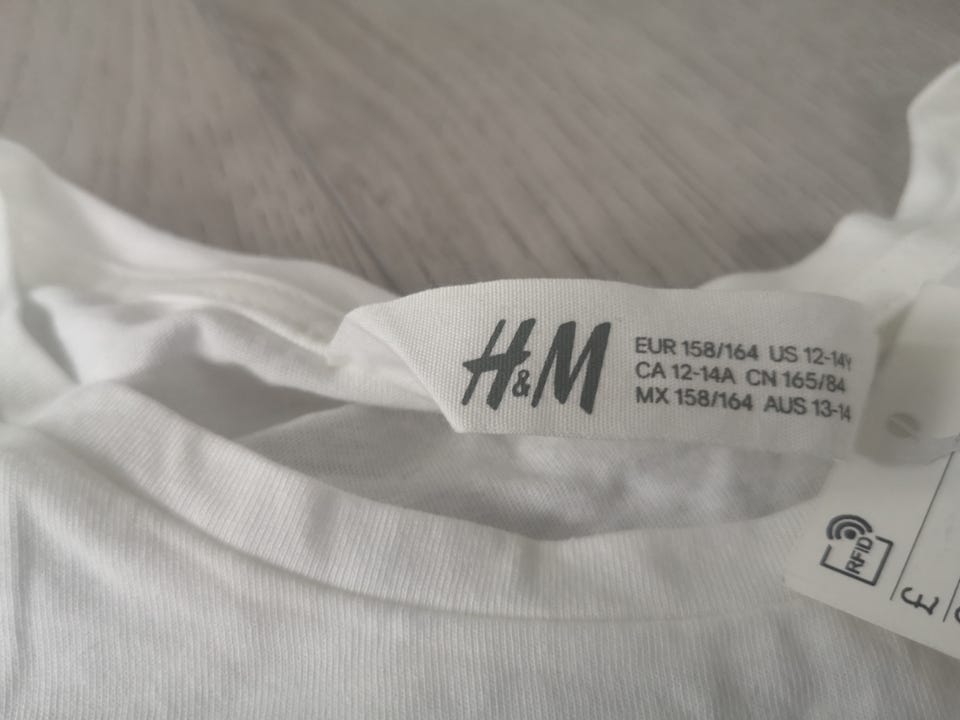 H&M
EUR 158/164 US 12-14Y
CA 12-14A CN 165/84
MX 158/164 AUS 13-14
RFID
£